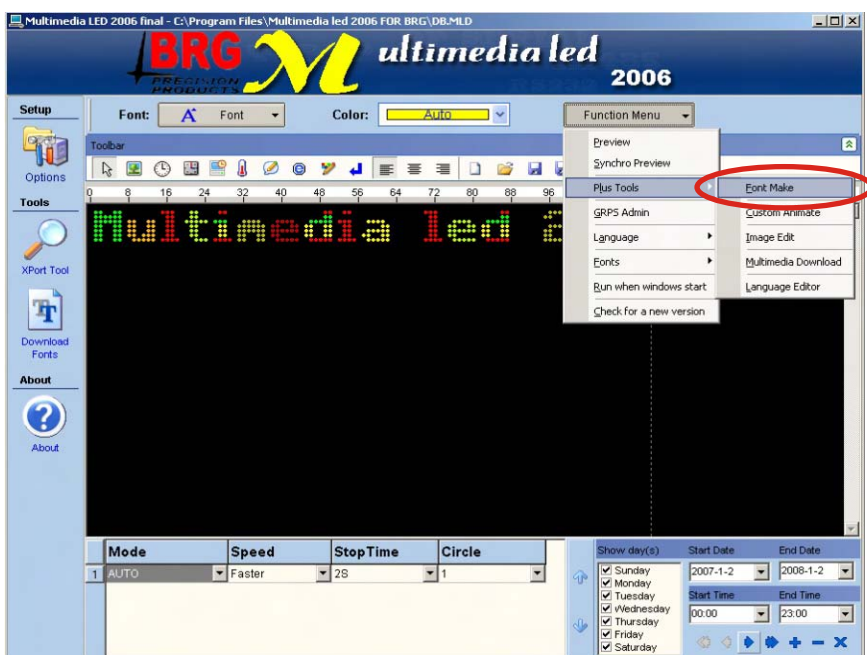 Multimedia LED 2006 final - C:\Program Files\Multimedia led 2006 FOR BRG\DB.MLD
BRG
PRECISION
PRODUCTS
Multimedia led
2006
Setup
Font:
A Font
Color:
Auto
Function Menu
Toolbar
Options
Tools
XPort Tool
Download
Fonts
About
About
0 8 16 24 32 40 48 56 64 72 80 88 96
Multimedia led 2
Preview
Synchro Preview
Plus Tools
GRPS Admin
Language
Fonts
Run when windows start
Check for a new version
Font Make
Custom Animate
Image Edit
Multimedia Download
Language Editor
Mode Speed StopTime Circle
1 AUTO Faster 2S 1
Show day(s)
Sunday
Monday
Tuesday
Wednesday
Thursday
Friday
Saturday
Start Date End Date
2007-1-2 2008-1-2
Start Time End Time
00:00 23:00